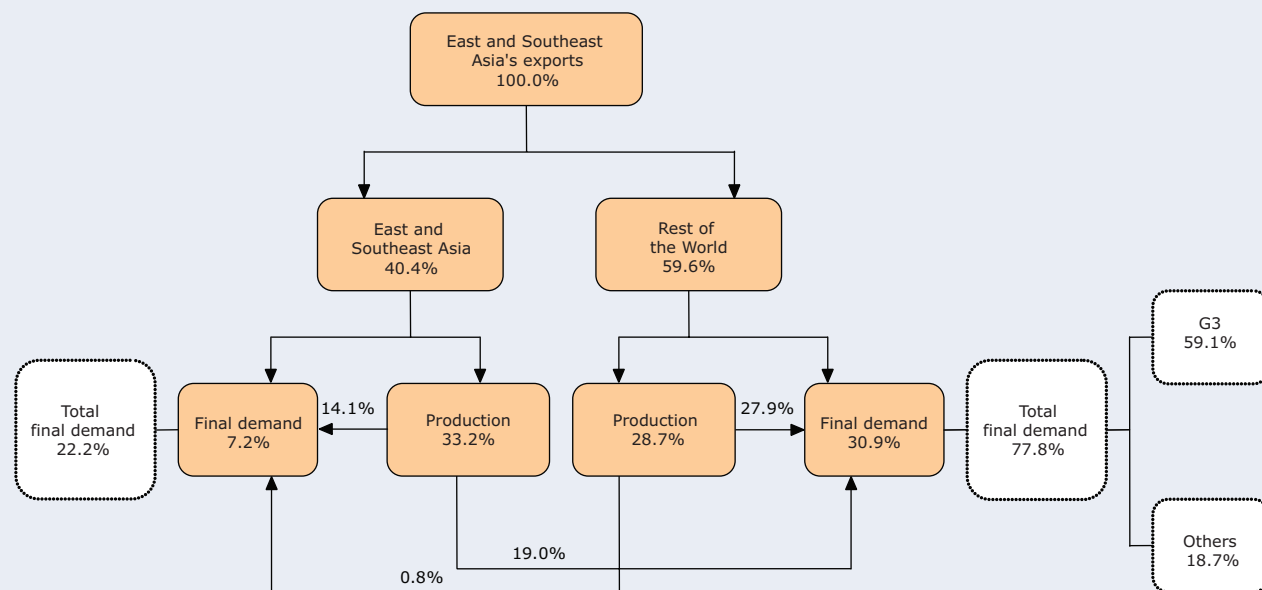 East and Southeast
Asia's exports
100.0%
East and
Southeast Asia
40.4%
Rest of
the World
59.6%
G3
59.1%
Total
final demand
22.2%
Final demand
7.2%
14.1%
Production
33.2%
Production
28.7%
27.9%
Final demand
30.9%
Total
final demand
77.8%
Others
18.7%
19.0%
0.8%